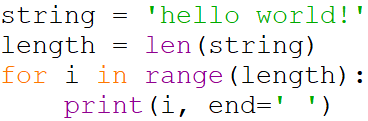 string = 'hello world!'
length = len(string)
for i in range(length):
    print(i, end=' ')